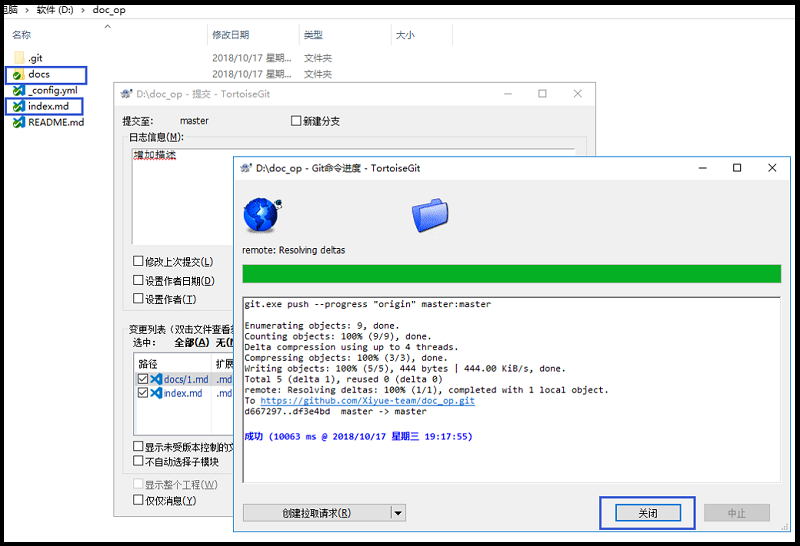 电脑 › 软件 (D:) › doc_op
名称 修改日期 类型 大小
.git 2018/10/17 星期... 文件夹
docs 2018/10/17 星期... 文件夹
_config.yml
index.md
README.md
D:\doc_op - 提交 - TortoiseGit
提交至: master 新建分支
日志信息(M):
增加描述
修改上次提交(L)
设置作者日期(D)
设置作者(T)
变更列表（双击文件查看
选中: 全部(A) 无(N
路径 扩展
docs/1.md .md
index.md .md
显示未受版本控制的文
不自动选择子模块
显示整个工程(W)
仅仅消息(Y)
D:\doc_op - Git命令进度 - TortoiseGit
remote: Resolving deltas
git.exe push --progress "origin" master:master
Enumerating objects: 9, done.
Counting objects: 100% (9/9), done.
Delta compression using up to 4 threads.
Compressing objects: 100% (3/3), done.
Writing objects: 100% (5/5), 444 bytes | 444.00 KiB/s, done.
Total 5 (delta 1), reused 0 (delta 0)
remote: Resolving deltas: 100% (1/1), completed with 1 local object.
To https://github.com/Xiyue-team/doc_op.git
d667297..df3e4bd master -> master
成功 (10063 ms @ 2018/10/17 星期三 19:17:55)
创建拉取请求(R)
关闭
中止